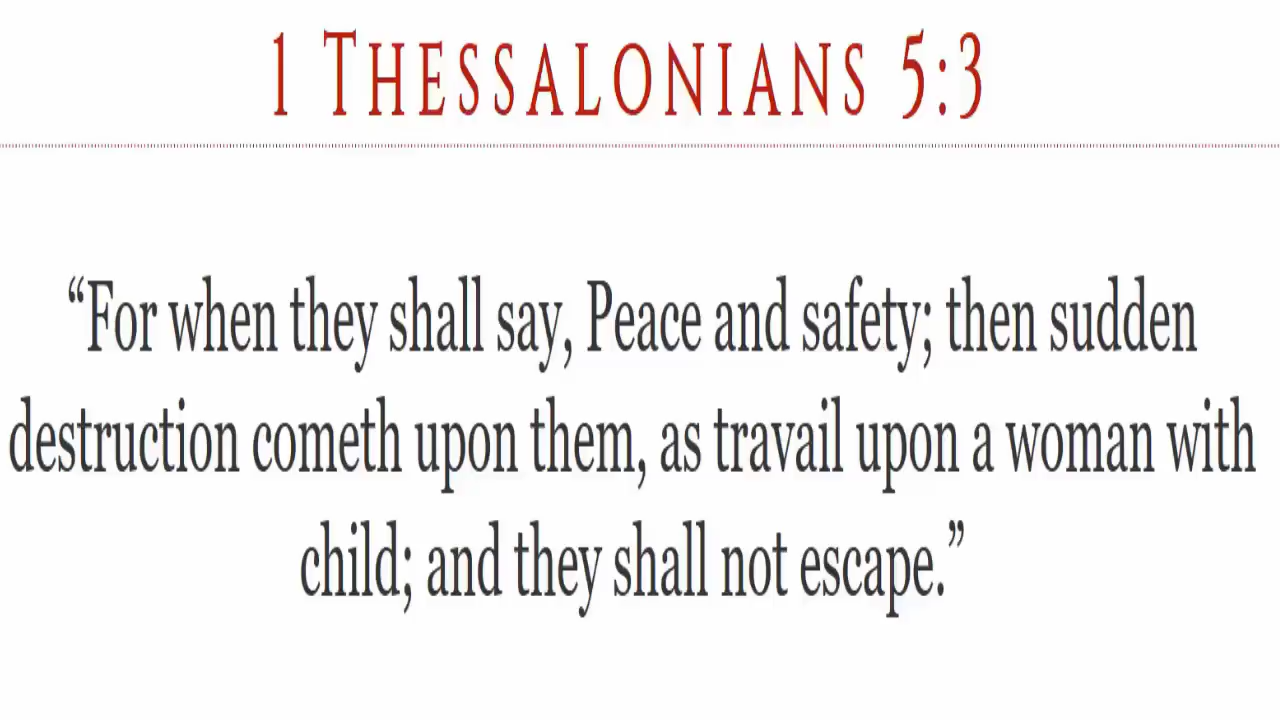 1 THESSALONIANS 5:3
“For when they shall say, Peace and safety; then sudden
destruction cometh upon them, as travail upon a woman with
child; and they shall not escape.”